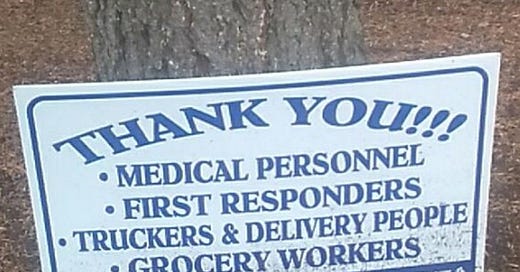 THANK YOU!!!
• MEDICAL PERSONNEL
• FIRST RESPONDERS
• TRUCKERS & DELIVERY PEOPLE
• GROCERY WORKERS